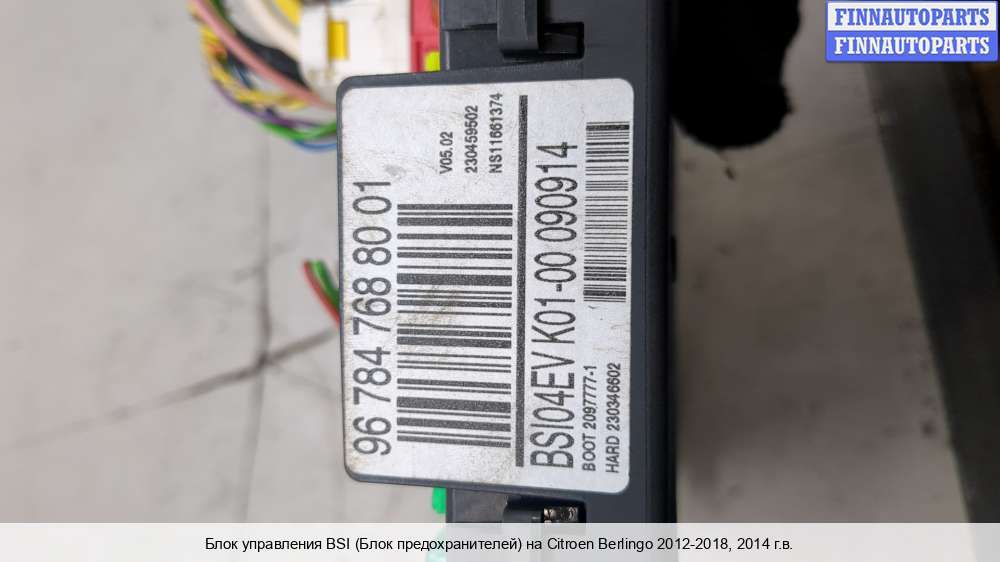 FINNAUTOPARTS
FINNAUTOPARTS
96 784 768 80 01
V05.02
230459502
NS11661374
BSI04EV K01-00 090914
BOOT 2097777-1
HARD 230346602
Блок управления BSI (Блок предохранителей) на Citroen Berlingo 2012-2018, 2014 г.в.